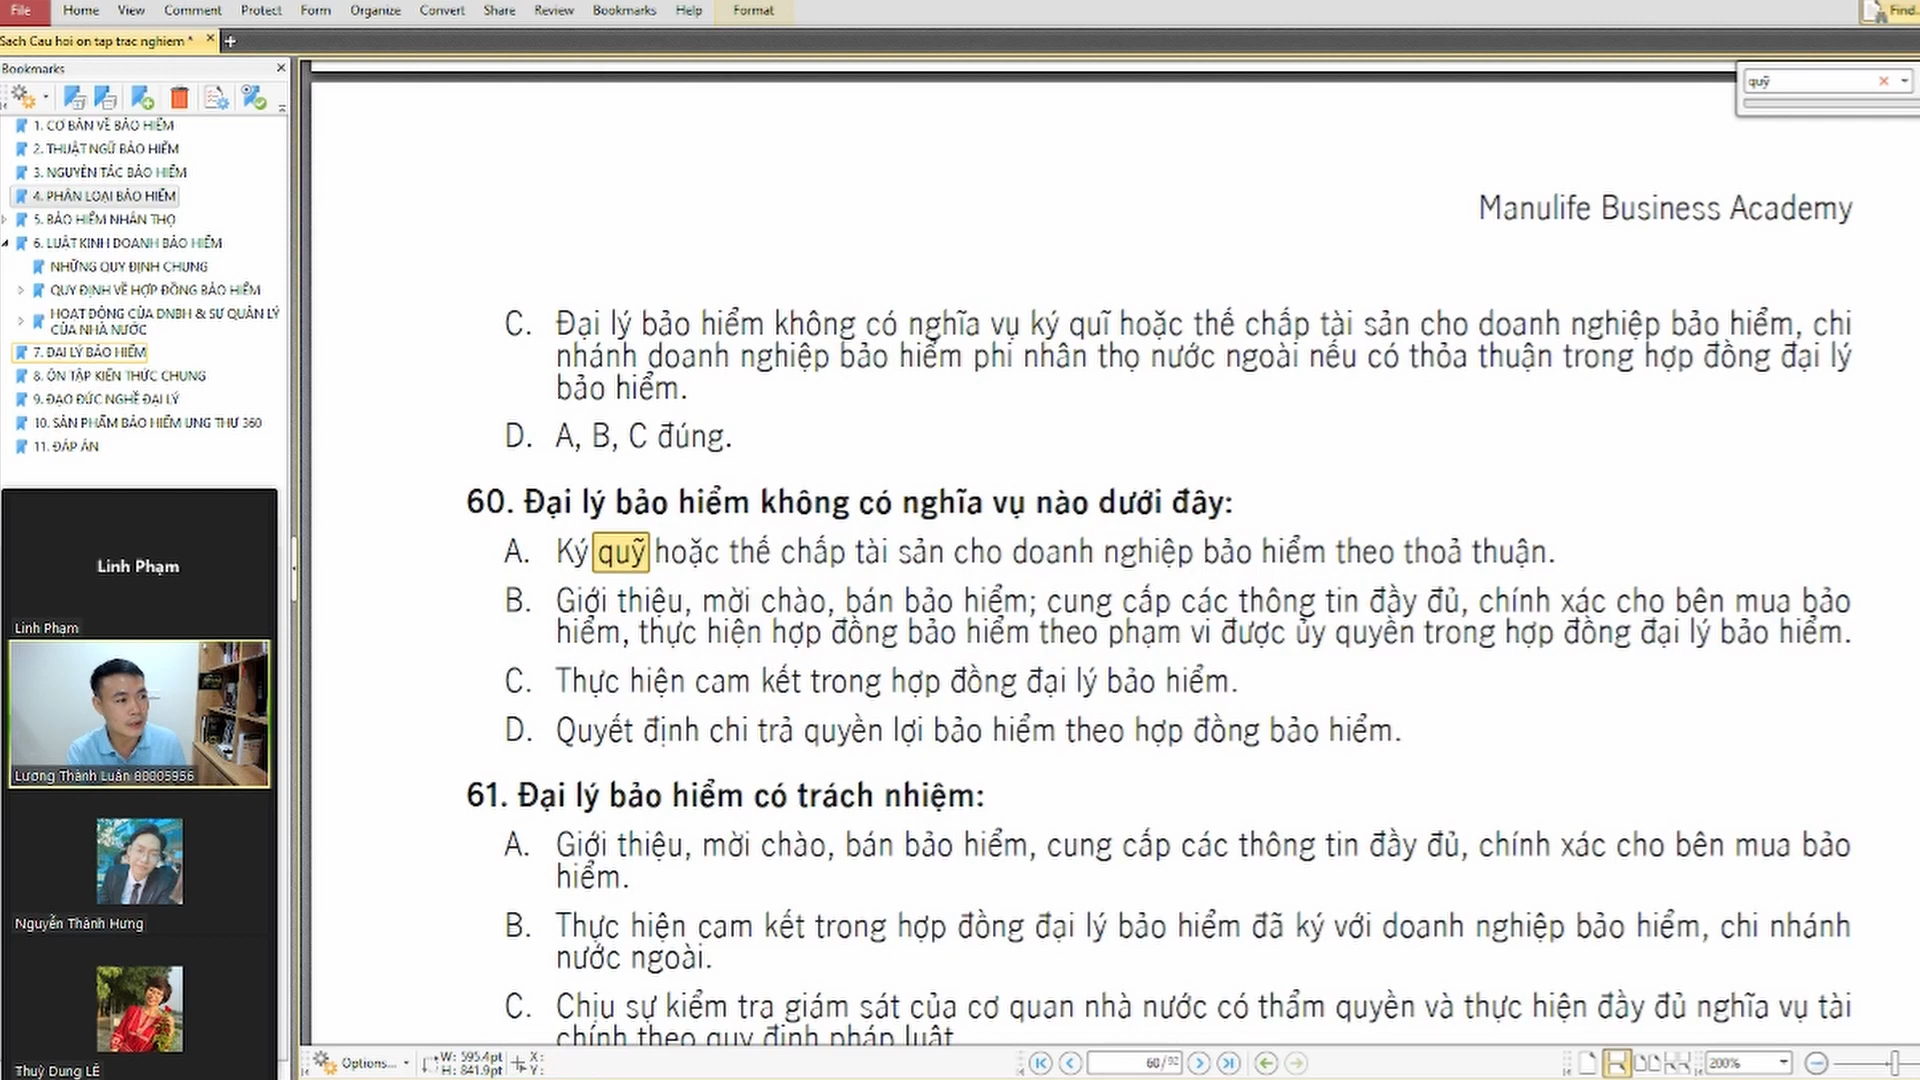 File Home View Comment Protect Form Organize Convert Share Review Bookmarks Help Format Find...
Sach Cau hoi on tap trac nghiem *
Bookmarks
quỹ
1. CƠ BẢN VỀ BẢO HIỂM
2. THUẬT NGỮ BẢO HIỂM
3. NGUYÊN TẮC BẢO HIỂM
4. PHÂN LOẠI BẢO HIỂM
5. BẢO HIỂM NHÂN THỌ
6. LUẬT KINH DOANH BẢO HIỂM
NHỮNG QUY ĐỊNH CHUNG
QUY ĐỊNH VỀ HỢP ĐỒNG BẢO HIỂM
HOẠT ĐỘNG CỦA DNBH & SỰ QUẢN LÝ
CỦA NHÀ NƯỚC
7. ĐẠI LÝ BẢO HIỂM
8. ÔN TẬP KIẾN THỨC CHUNG
9. ĐẠO ĐỨC NGHỀ ĐẠI LÝ
10. SẢN PHẨM BẢO HIỂM UNG THƯ 360
11. ĐÁP ÁN
Linh Phạm
Linh Phạm
Lương Thành Luân 80005956
Nguyễn Thành Hưng
Thuỳ Dung LÊ
Manulife Business Academy
C. Đại lý bảo hiểm không có nghĩa vụ ký quĩ hoặc thế chấp tài sản cho doanh nghiệp bảo hiểm, chi
nhánh doanh nghiệp bảo hiểm phi nhân thọ nước ngoài nếu có thỏa thuận trong hợp đồng đại lý
bảo hiểm.
D. A, B, C đúng.
60. Đại lý bảo hiểm không có nghĩa vụ nào dưới đây:
A. Ký quỹ hoặc thế chấp tài sản cho doanh nghiệp bảo hiểm theo thoả thuận.
B. Giới thiệu, mời chào, bán bảo hiểm; cung cấp các thông tin đầy đủ, chính xác cho bên mua bảo
hiểm, thực hiện hợp đồng bảo hiểm theo phạm vi được ủy quyền trong hợp đồng đại lý bảo hiểm.
C. Thực hiện cam kết trong hợp đồng đại lý bảo hiểm.
D. Quyết định chi trả quyền lợi bảo hiểm theo hợp đồng bảo hiểm.
61. Đại lý bảo hiểm có trách nhiệm:
A. Giới thiệu, mời chào, bán bảo hiểm, cung cấp các thông tin đầy đủ, chính xác cho bên mua bảo
hiểm.
B. Thực hiện cam kết trong hợp đồng đại lý bảo hiểm đã ký với doanh nghiệp bảo hiểm, chi nhánh
nước ngoài.
C. Chịu sự kiểm tra giám sát của cơ quan nhà nước có thẩm quyền và thực hiện đầy đủ nghĩa vụ tài
chính theo quy định pháp luật
Options... W: 595.4pt X: 60/92 200%
H: 841.9pt Y: